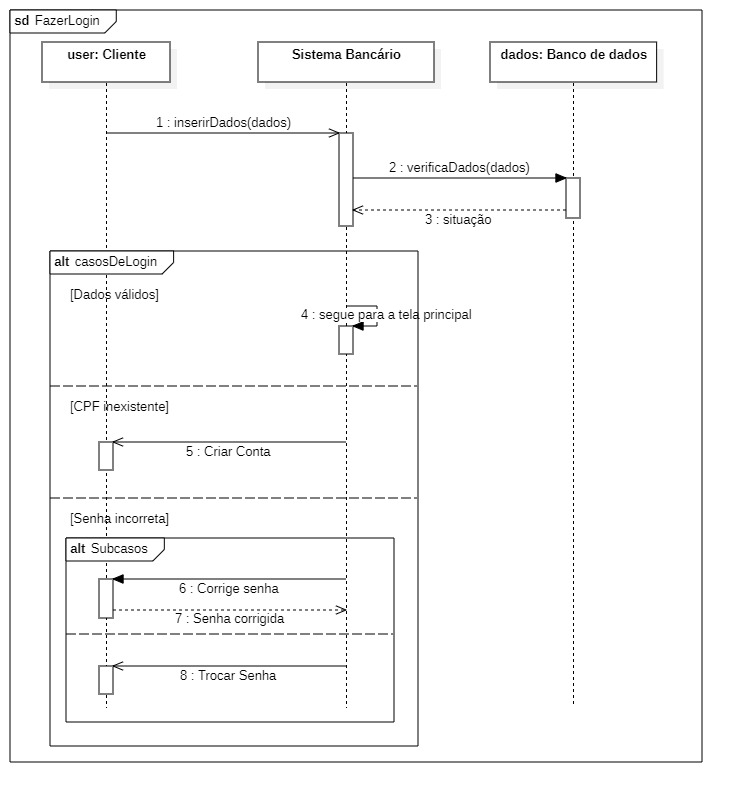 sd FazerLogin
user: Cliente
Sistema Bancário
dados: Banco de dados
1 : inserirDados(dados)
2 : verificaDados(dados)
3 : situação
alt casosDeLogin
[Dados válidos]
4 : segue para a tela principal
[CPF inexistente]
5 : Criar Conta
[Senha incorreta]
alt Subcasos
6 : Corrige senha
7 : Senha corrigida
8 : Trocar Senha